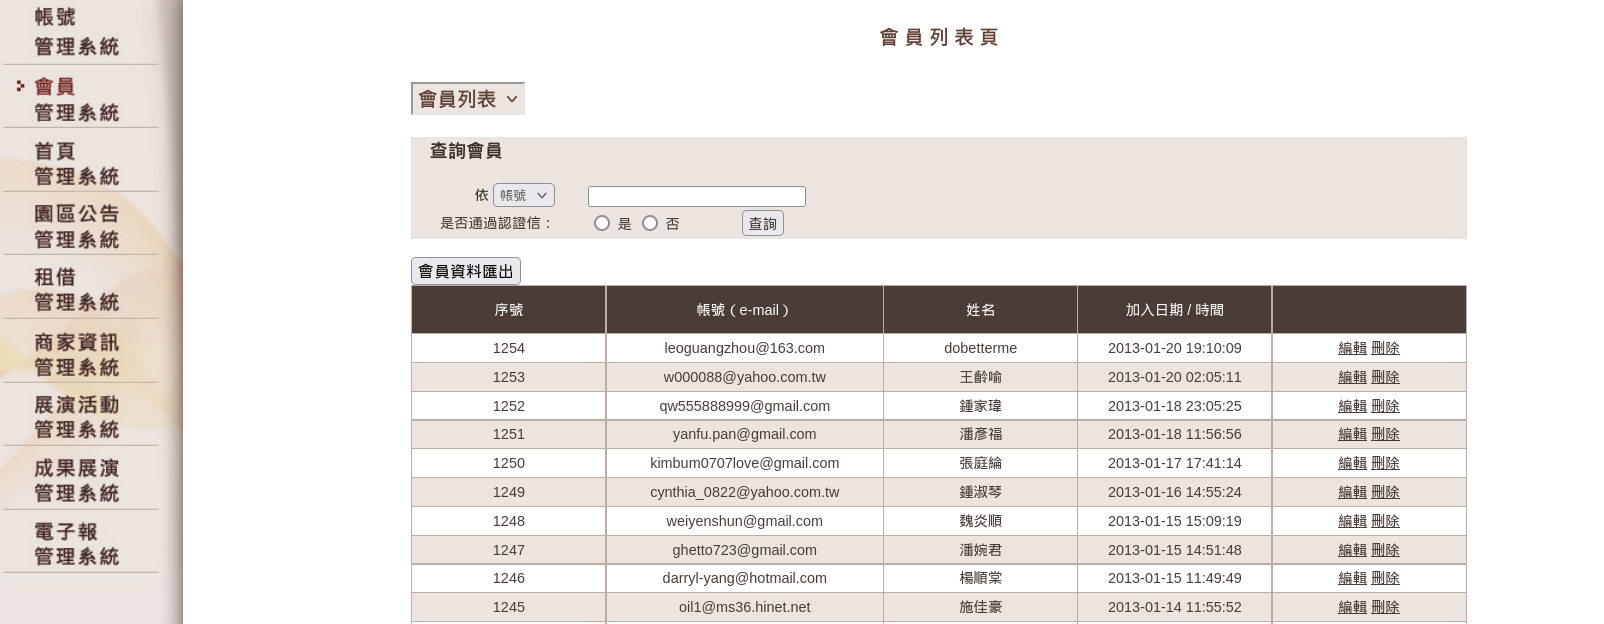 帳號
管理系統
會員
管理系統
首頁
管理系統
園區公告
管理系統
租借
管理系統
商家資訊
管理系統
展演活動
管理系統
成果展演
管理系統
電子報
管理系統
會員列表頁
會員列表
查詢會員
依 帳號
是否通過認證信： 是 否 查詢
會員資料匯出
序號 帳號（e-mail） 姓名 加入日期 / 時間
1254 leoguangzhou@163.com dobetterme 2013-01-20 19:10:09 編輯 刪除
1253 w000088@yahoo.com.tw 王齡喻 2013-01-20 02:05:11 編輯 刪除
1252 qw555888999@gmail.com 鍾家瑋 2013-01-18 23:05:25 編輯 刪除
1251 yanfu.pan@gmail.com 潘彥福 2013-01-18 11:56:56 編輯 刪除
1250 kimbum0707love@gmail.com 張庭綸 2013-01-17 17:41:14 編輯 刪除
1249 cynthia_0822@yahoo.com.tw 鍾淑琴 2013-01-16 14:55:24 編輯 刪除
1248 weiyenshun@gmail.com 魏炎順 2013-01-15 15:09:19 編輯 刪除
1247 ghetto723@gmail.com 潘婉君 2013-01-15 14:51:48 編輯 刪除
1246 darryl-yang@hotmail.com 楊順棠 2013-01-15 11:49:49 編輯 刪除
1245 oil1@ms36.hinet.net 施佳豪 2013-01-14 11:55:52 編輯 刪除